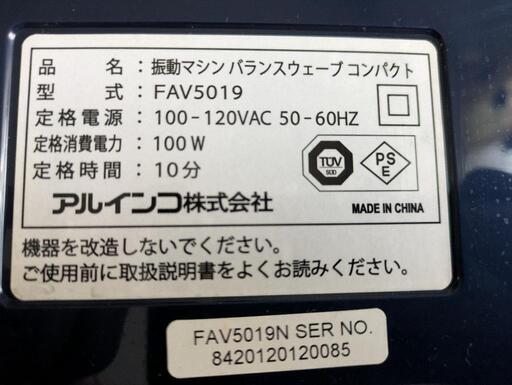 品 名 : 振動マシン バランスウェーブ コンパクト
型 式 : FAV5019
定格電源 : 100-120VAC 50-60HZ
定格消費電力 : 100W
定格時間 : 10分
TÜV
SÜD
PS
E
アルインコ株式会社
MADE IN CHINA
機器を改造しないでください。
ご使用前に取扱説明書をよくお読みください。
FAV5019N SER NO.
8420120120085